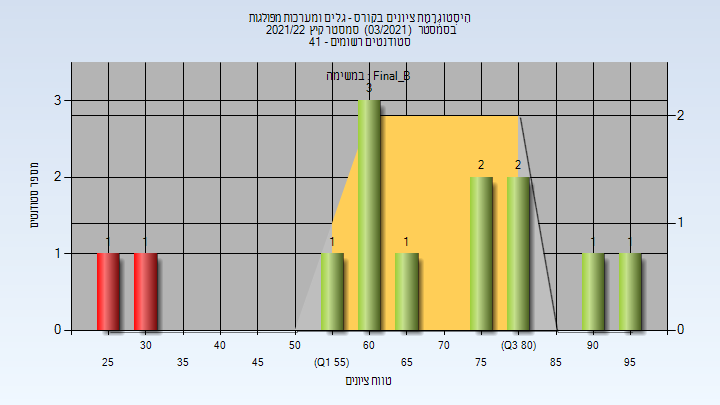 היסטוגרמת ציונים בקורס - גלים ומערכות מפולגות
בסמסטר (03/2021) סמסטר קיץ 2021/22
סטודנטים רשומים - 41
במשימה : Final_B
3
3
2
2
2
2
1
1
1
1
1
1
1
1
0
0
מספר סטודנטים
30 40 50 60 70 (Q3 80) 90
25 35 45 (Q1 55) 65 75 85 95
טווח ציונים